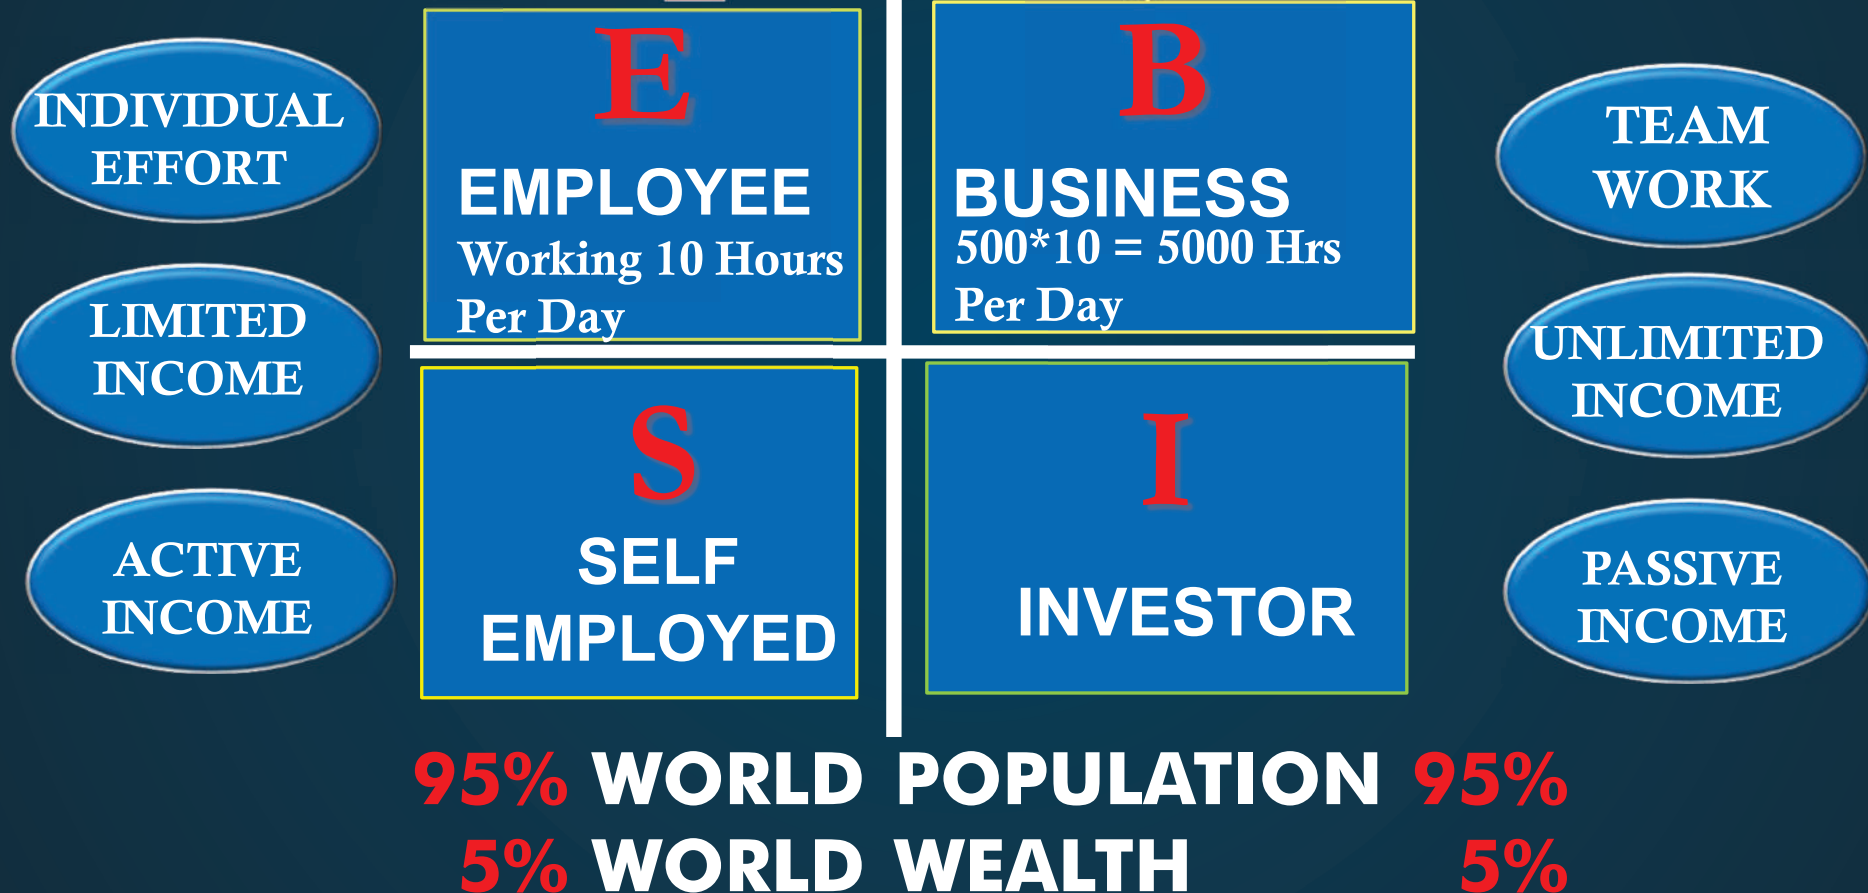 INDIVIDUAL
EFFORT
LIMITED
INCOME
ACTIVE
INCOME
E
EMPLOYEE
Working 10 Hours
Per Day
B
BUSINESS
500*10 = 5000 Hrs
Per Day
S
SELF
EMPLOYED
I
INVESTOR
TEAM
WORK
UNLIMITED
INCOME
PASSIVE
INCOME
95% WORLD POPULATION 95%
5% WORLD WEALTH 5%